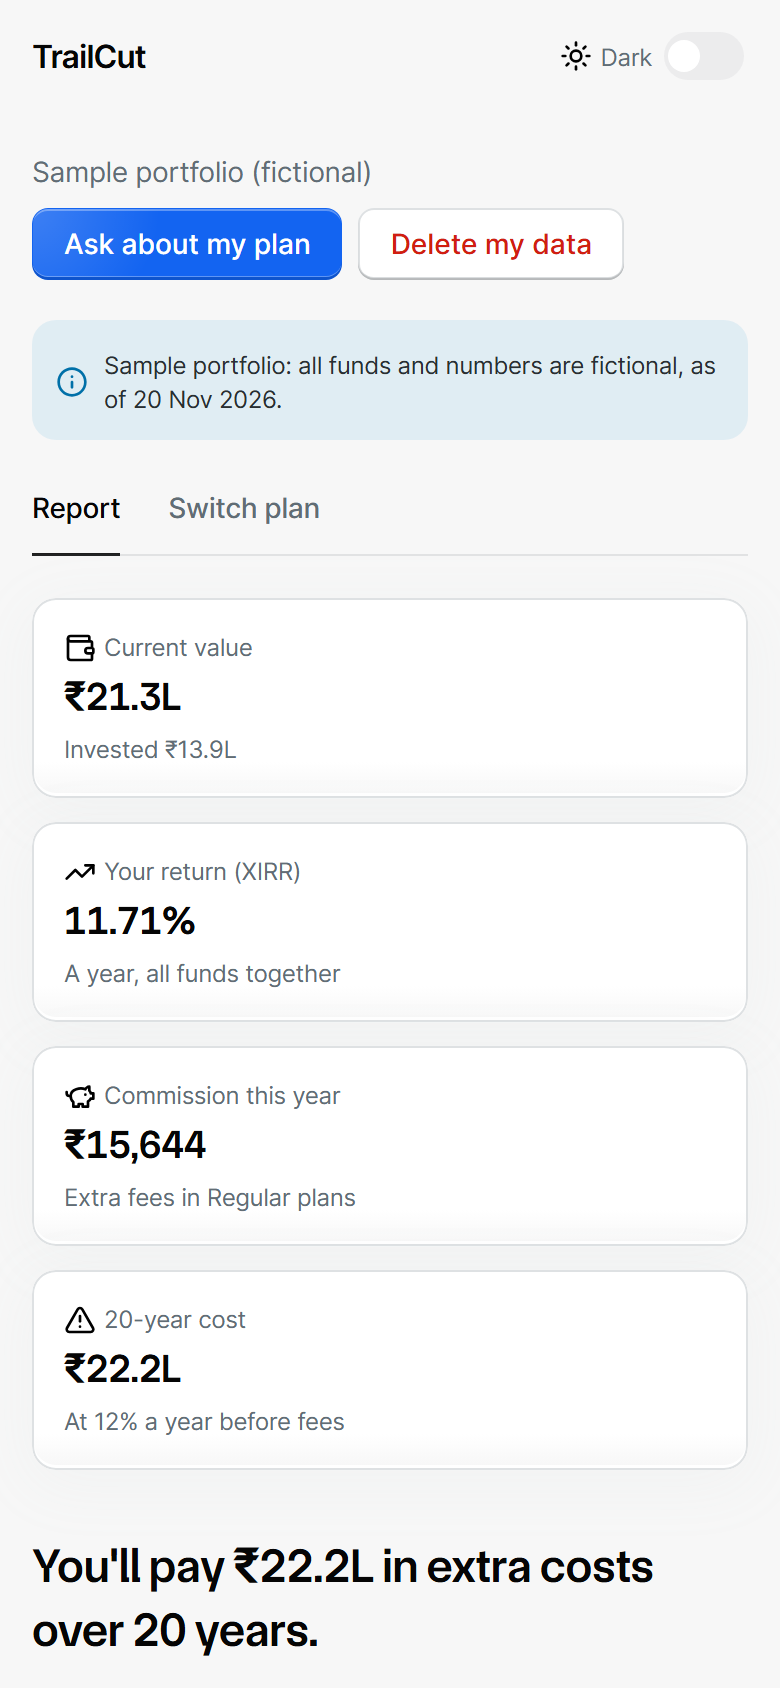 TrailCut
Dark
Sample portfolio (fictional)
Ask about my plan
Delete my data
Sample portfolio: all funds and numbers are fictional, as
of 20 Nov 2026.
Report
Switch plan
Current value
₹21.3L
Invested ₹13.9L
Your return (XIRR)
11.71%
A year, all funds together
Commission this year
₹15,644
Extra fees in Regular plans
20-year cost
₹22.2L
At 12% a year before fees
You'll pay ₹22.2L in extra costs
over 20 years.